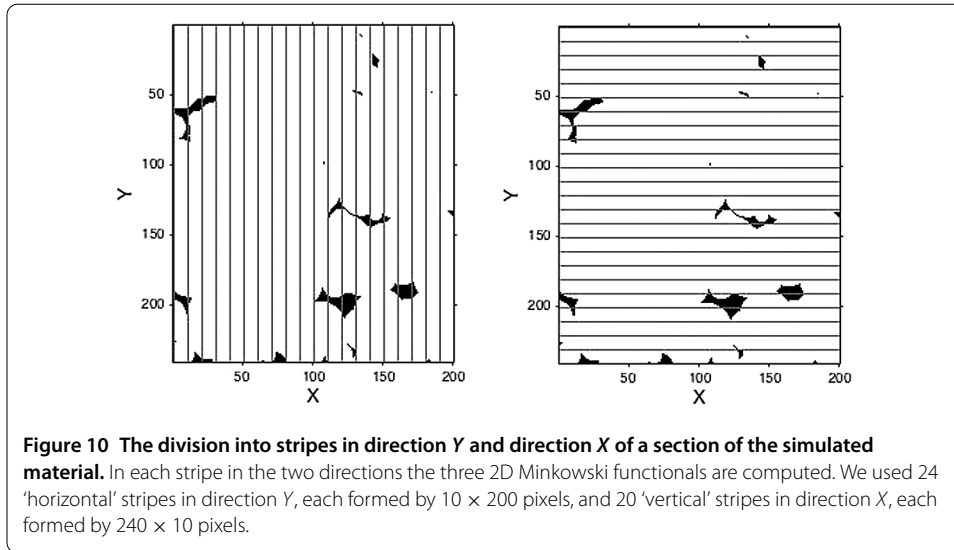 50
100
150
200
Y
50 100 150 200
X
50
100
150
200
Y
50 100 150 200
X
Figure 10 The division into stripes in direction Y and direction X of a section of the simulated
material. In each stripe in the two directions the three 2D Minkowski functionals are computed. We used 24
‘horizontal’ stripes in direction Y, each formed by 10 × 200 pixels, and 20 ‘vertical’ stripes in direction X, each
formed by 240 × 10 pixels.